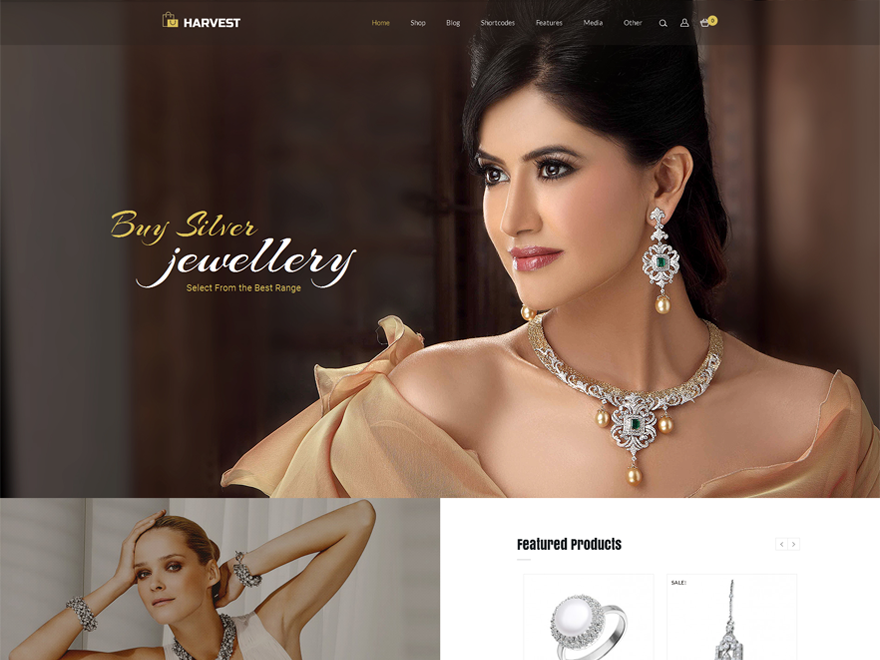 HARVEST
Home Shop Blog Shortcodes Features Media Other 0
Buy Silver
jewellery
Select From the Best Range
Featured Products
SALE!